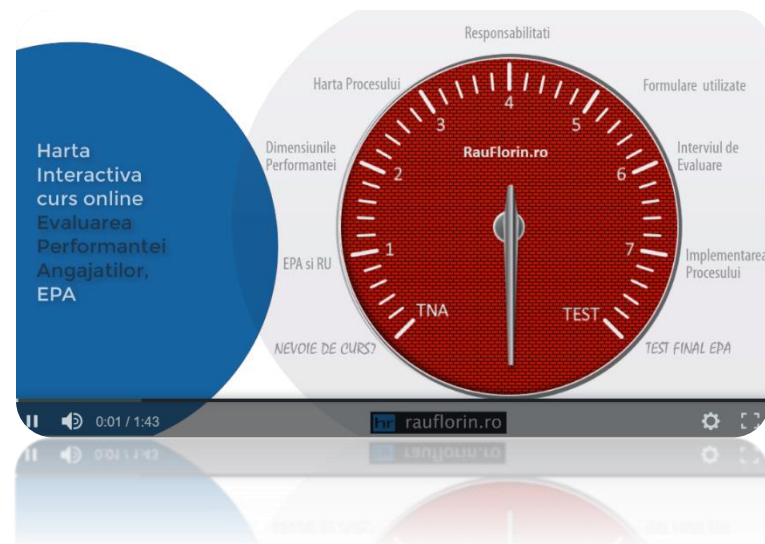 Harta
Interactiva
curs online
Evaluarea
Performantei
Angajatilor,
EPA
Responsabilitati
Harta Procesului
Formulare utilizate
Dimensiunile
Performantei
Interviul de
Evaluare
EPA si RU
Implementarea
Procesului
NEVOIE DE CURS?
TEST FINAL EPA
RauFlorin.ro
TNA
1
2
3
4
5
6
7
TEST
0:01 / 1:43
hr rauflorin.ro